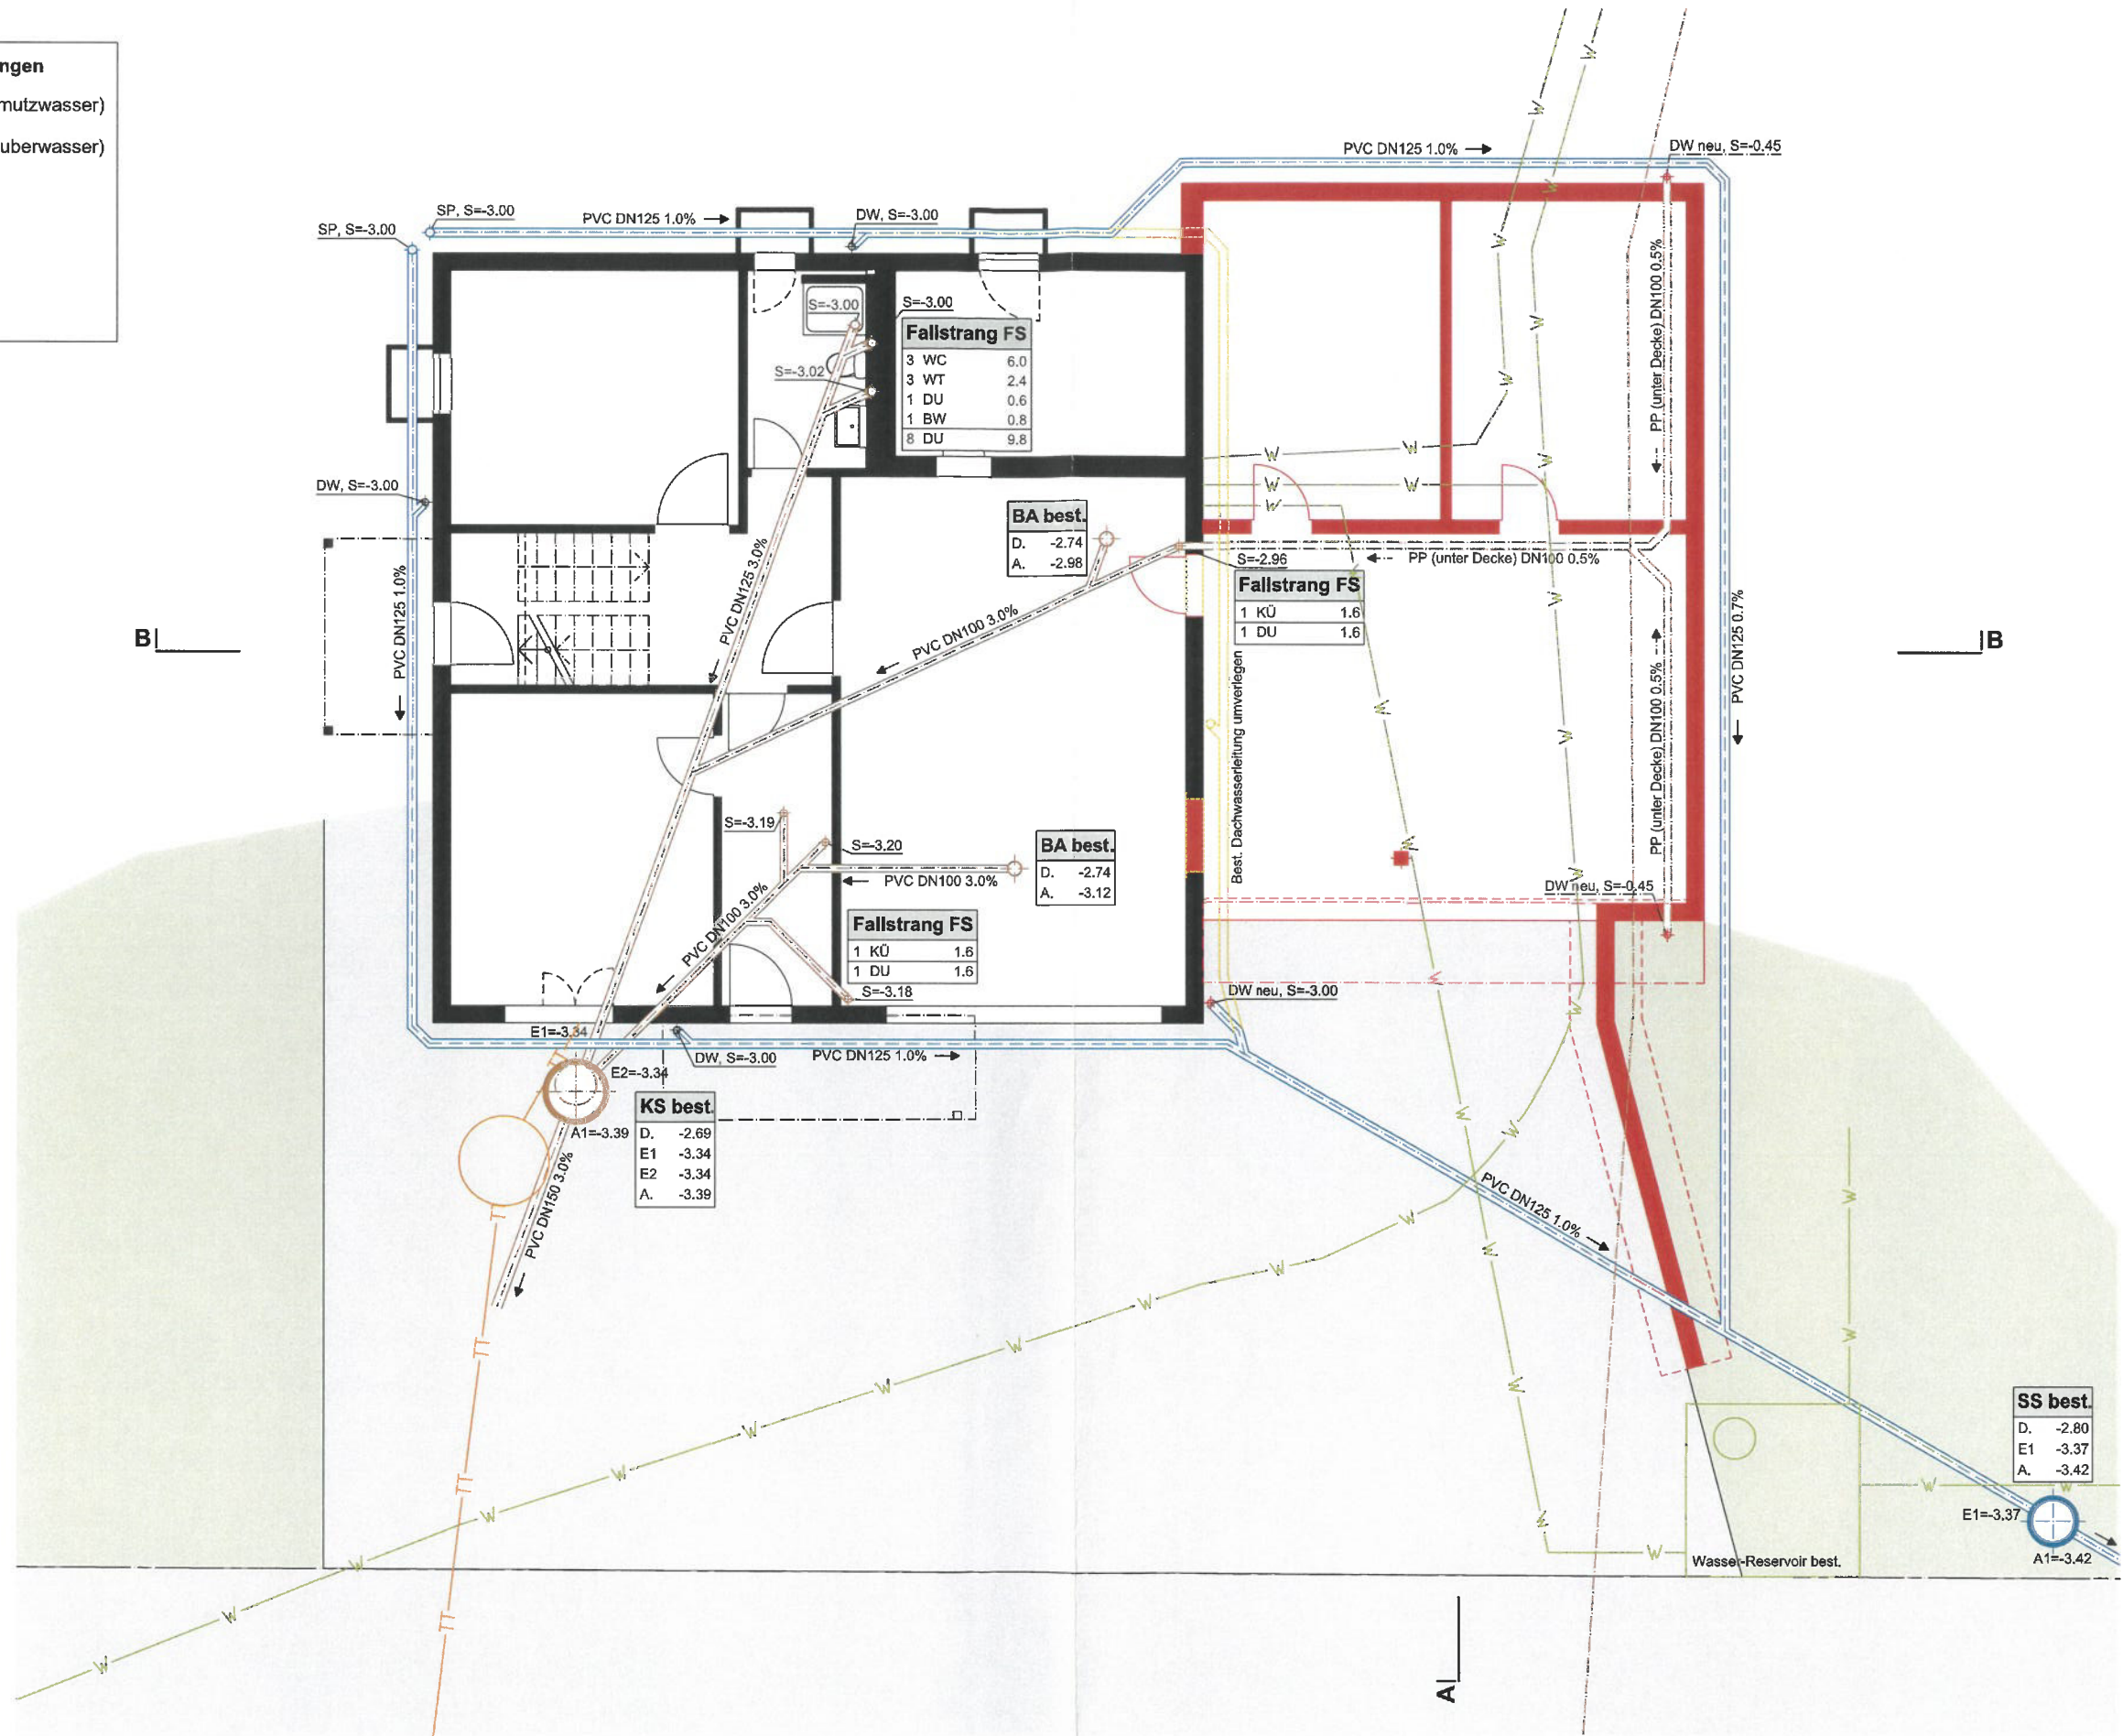 ngen
mutzwasser)
uberwasser)
PVC DN125 1.0%
DW neu, S=-0.45
SP, S=-3.00
PVC DN125 1.0%
DW, S=-3.00
SP, S=-3.00
S=-3.00
S=-3.00
Fallstrang FS
3 WC 6.0
3 WT 2.4
1 DU 0.6
1 BW 0.8
8 DU 9.8
S=-3.02
PP (unter Decke) DN100 0.5%
DW, S=-3.00
BA best.
D. -2.74
A. -2.98
S=-2.96
PP (unter Decke) DN100 0.5%
Fallstrang FS
1 KÜ 1.6
1 DU 1.6
PVC DN125 1.0%
PVC DN125 3.0%
PVC DN100 3.0%
B
B
PVC DN125 0.7%
PP (unter Decke) DN100 0.5%
Best. Dachwasserleitung umverlegen
S=-3.19
S=-3.20
PVC DN100 3.0%
BA best.
D. -2.74
A. -3.12
DW neu, S=-0.45
PVC DN100 3.0%
Fallstrang FS
1 KÜ 1.6
1 DU 1.6
S=-3.18
DW neu, S=-3.00
E1=-3.34
DW, S=-3.00
PVC DN125 1.0%
E2=-3.34
KS best.
D. -2.69
E1 -3.34
E2 -3.34
A. -3.39
A1=-3.39
PVC DN150 3.0%
PVC DN125 1.0%
SS best.
D. -2.80
E1 -3.37
A. -3.42
E1=-3.37
A1=-3.42
Wasser-Reservoir best.
A